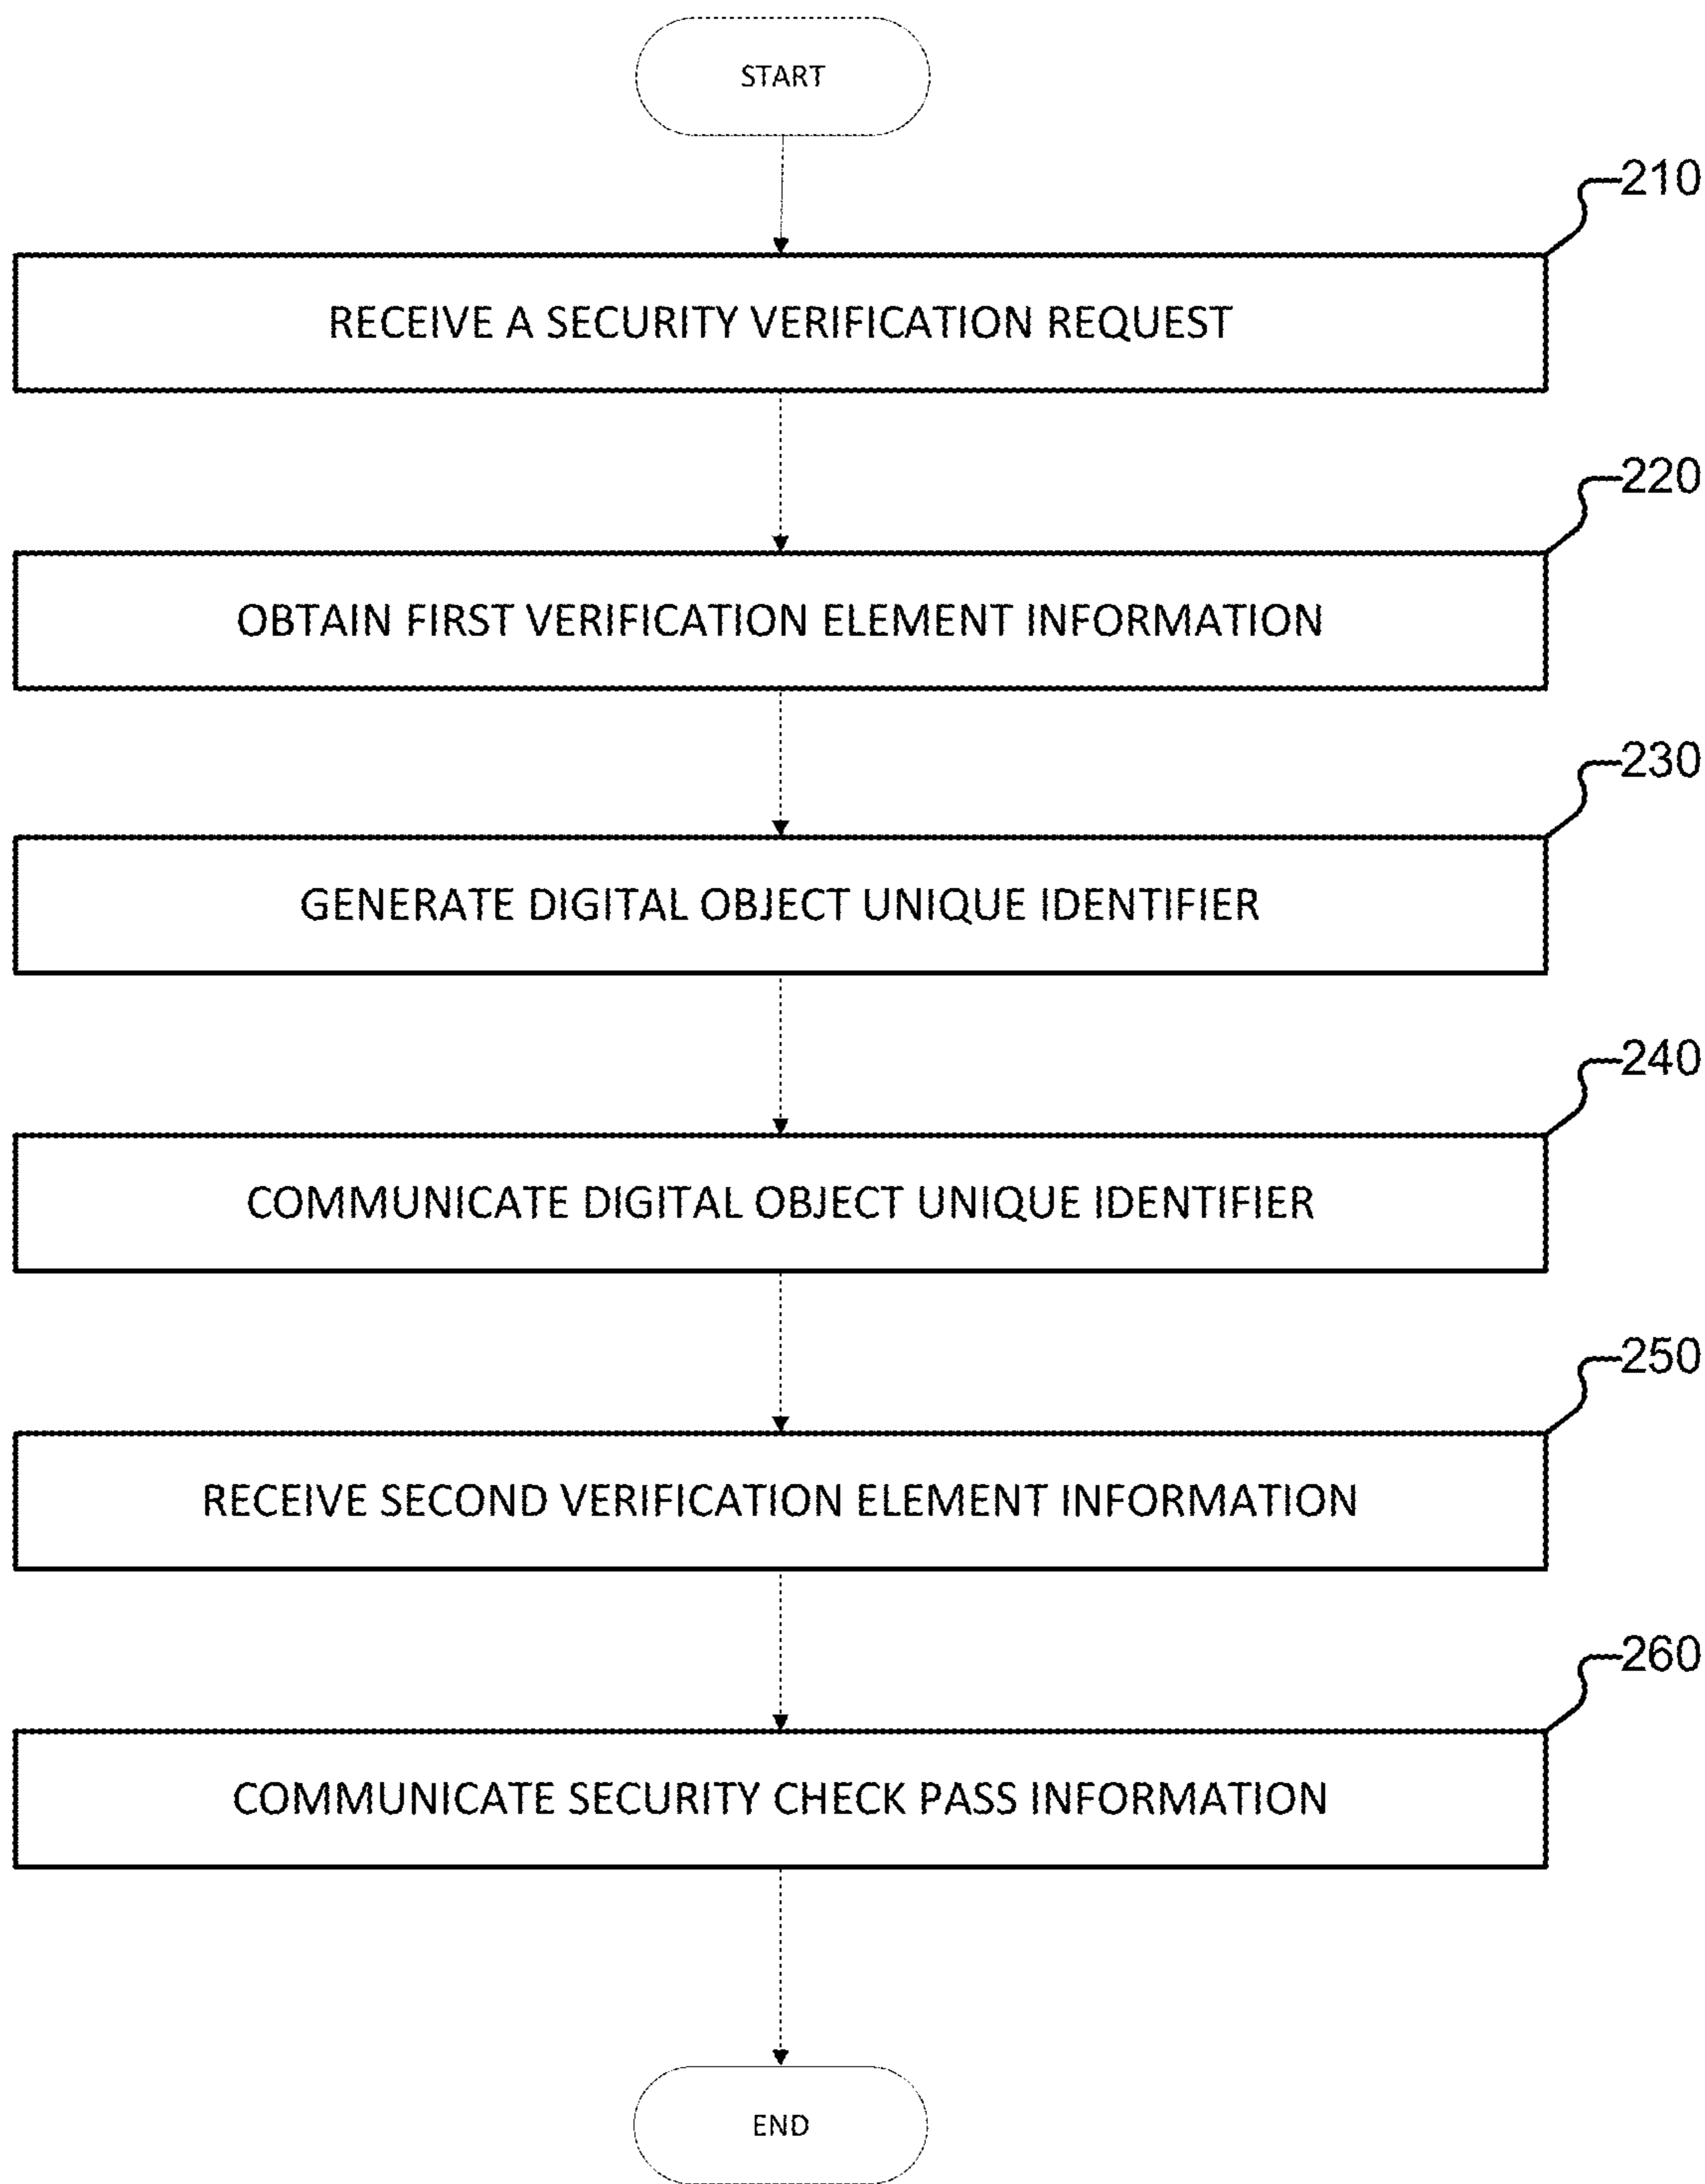 START
210
RECEIVE A SECURITY VERIFICATION REQUEST
220
OBTAIN FIRST VERIFICATION ELEMENT INFORMATION
230
GENERATE DIGITAL OBJECT UNIQUE IDENTIFIER
240
COMMUNICATE DIGITAL OBJECT UNIQUE IDENTIFIER
250
RECEIVE SECOND VERIFICATION ELEMENT INFORMATION
260
COMMUNICATE SECURITY CHECK PASS INFORMATION
END